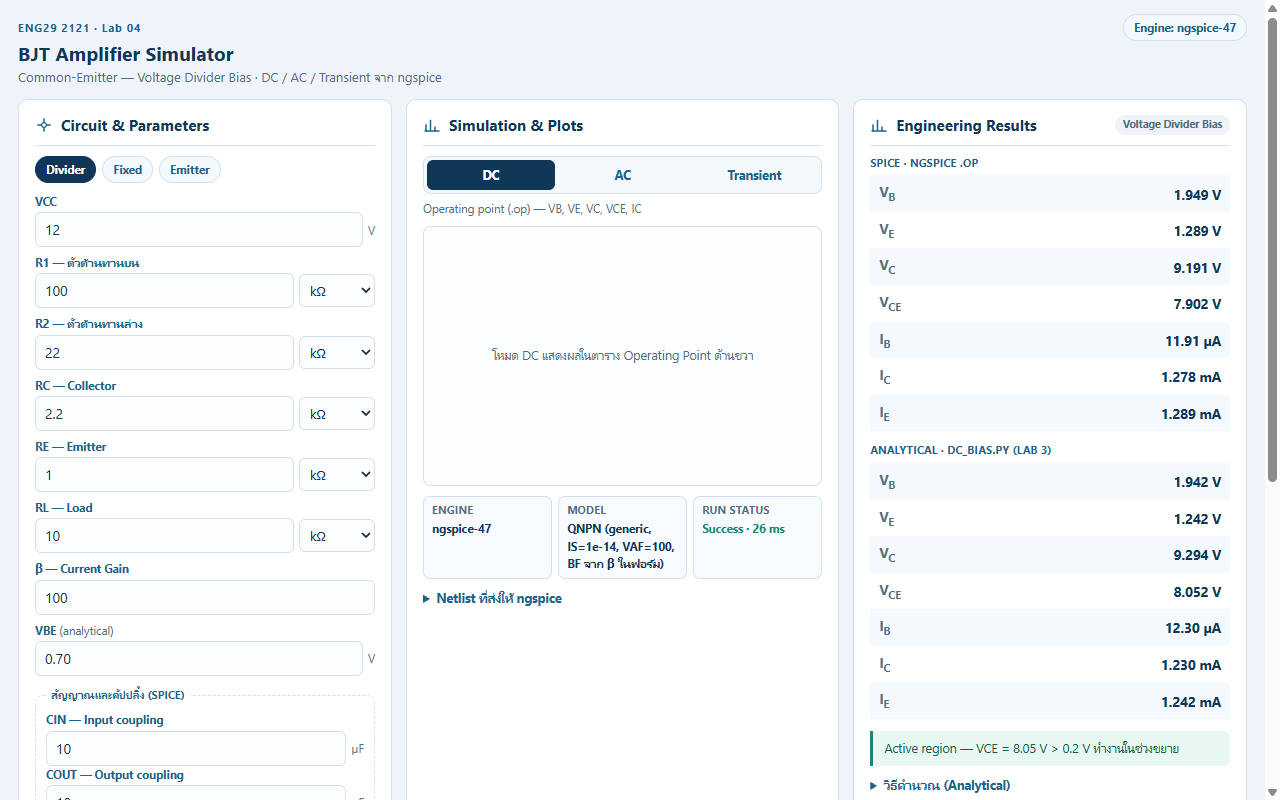 ENG29 2121 · Lab 04
BJT Amplifier Simulator
Common-Emitter — Voltage Divider Bias · DC / AC / Transient จาก ngspice
Engine: ngspice-47
Circuit & Parameters
Divider
Fixed
Emitter
VCC
12
V
R1 — ตัวต้านทานบน
100
kΩ
R2 — ตัวต้านทานล่าง
22
kΩ
RC — Collector
2.2
kΩ
RE — Emitter
1
kΩ
RL — Load
10
kΩ
β — Current Gain
100
VBE (analytical)
0.70
V
สัญญาณและคัปปลิ้ง (SPICE)
CIN — Input coupling
10
µF
COUT — Output coupling
Simulation & Plots
DC
AC
Transient
Operating point (.op) — VB, VE, VC, VCE, IC
โหมด DC แสดงผลในตาราง Operating Point ด้านขวา
ENGINE
ngspice-47
MODEL
QNPN (generic,
IS=1e-14, VAF=100,
BF จาก β ในฟอร์ม)
RUN STATUS
Success · 26 ms
Netlist ที่ส่งให้ ngspice
Engineering Results
Voltage Divider Bias
SPICE · NGSPICE .OP
VB 1.949 V
VE 1.289 V
VC 9.191 V
VCE 7.902 V
IB 11.91 µA
IC 1.278 mA
IE 1.289 mA
ANALYTICAL · DC_BIAS.PY (LAB 3)
VB 1.942 V
VE 1.242 V
VC 9.294 V
VCE 8.052 V
IB 12.30 µA
IC 1.230 mA
IE 1.242 mA
Active region — VCE = 8.05 V > 0.2 V ทำงานในช่วงขยาย
วิธีคำนวณ (Analytical)